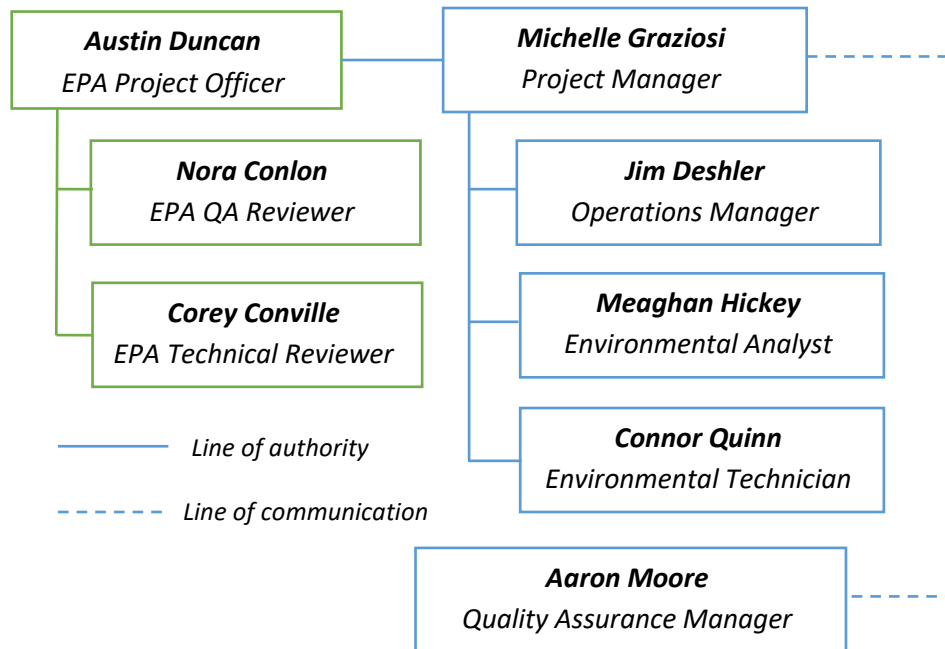 Austin Duncan
EPA Project Officer
Michelle Graziosi
Project Manager
Nora Conlon
EPA QA Reviewer
Jim Deshler
Operations Manager
Corey Conville
EPA Technical Reviewer
Meaghan Hickey
Environmental Analyst
Connor Quinn
Environmental Technician
Line of authority
Line of communication
Aaron Moore
Quality Assurance Manager